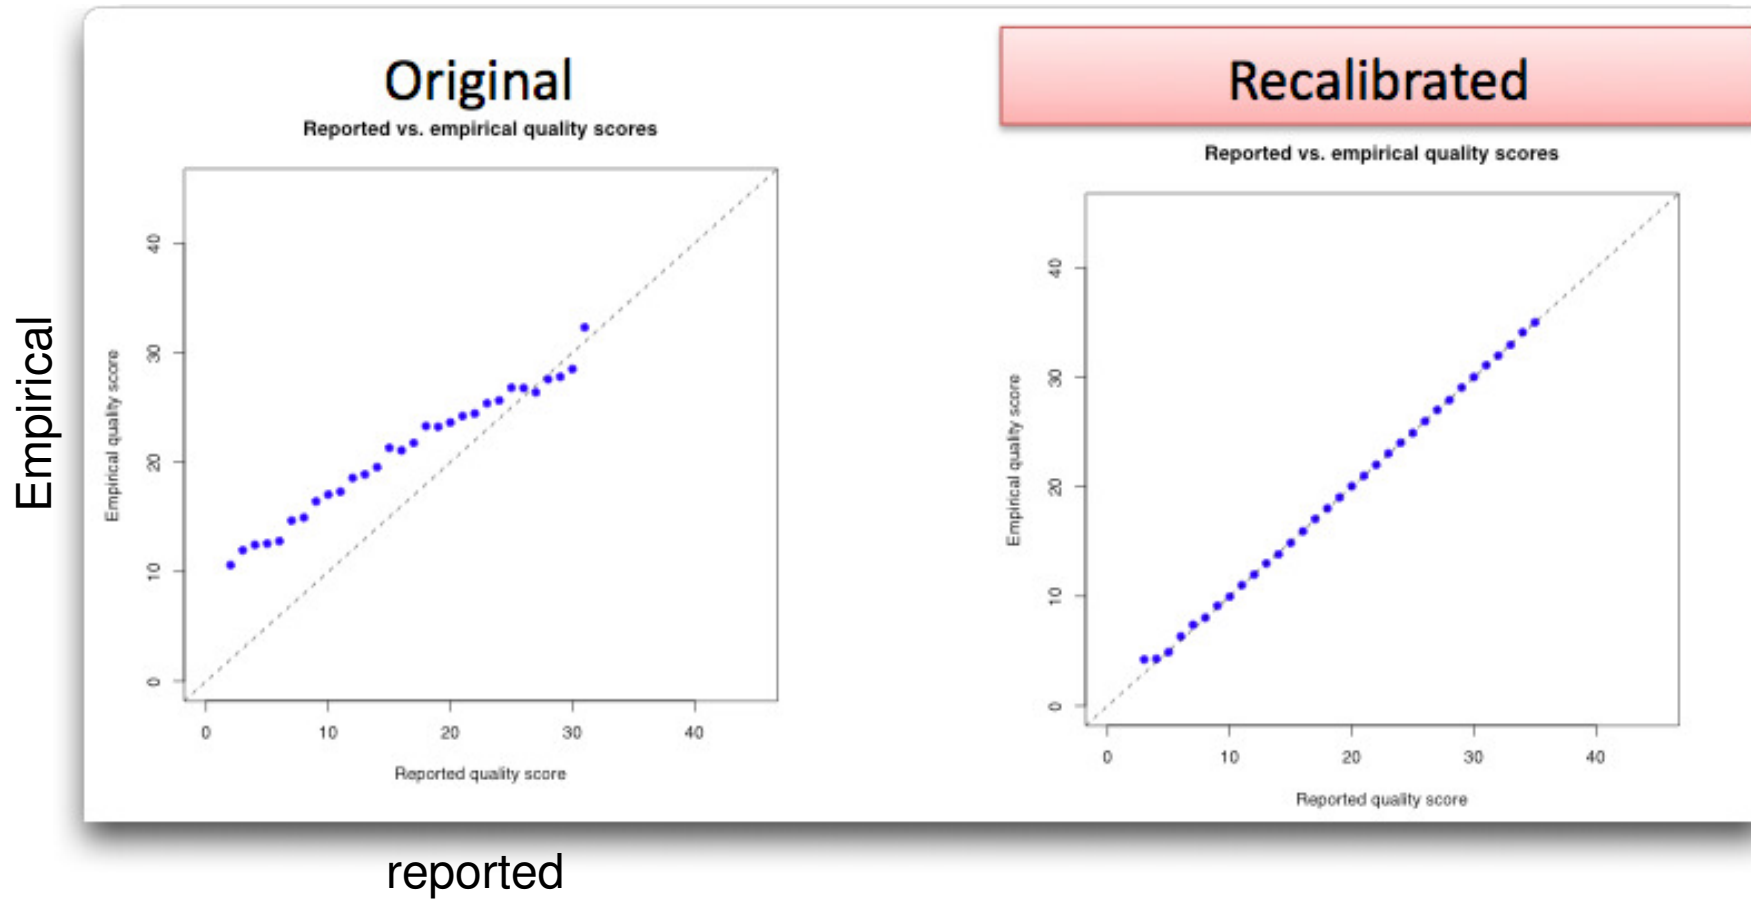 Original
Reported vs. empirical quality scores
Empirical quality score
0
10
20
30
40
0 10 20 30 40
Reported quality score
Recalibrated
Reported vs. empirical quality scores
Empirical quality score
0
10
20
30
40
0 10 20 30 40
Reported quality score
Empirical
reported